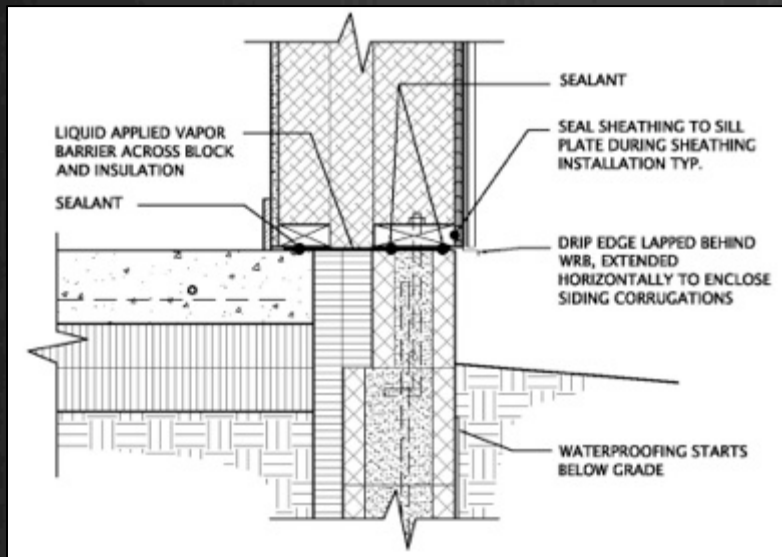 SEALANT
LIQUID APPLIED VAPOR
BARRIER ACROSS BLOCK
AND INSULATION
SEAL SHEATHING TO SILL
PLATE DURING SHEATHING
INSTALLATION TYP.
SEALANT
DRIP EDGE LAPPED BEHIND
WRB, EXTENDED
HORIZONTALLY TO ENCLOSE
SIDING CORRUGATIONS
WATERPROOFING STARTS
BELOW GRADE